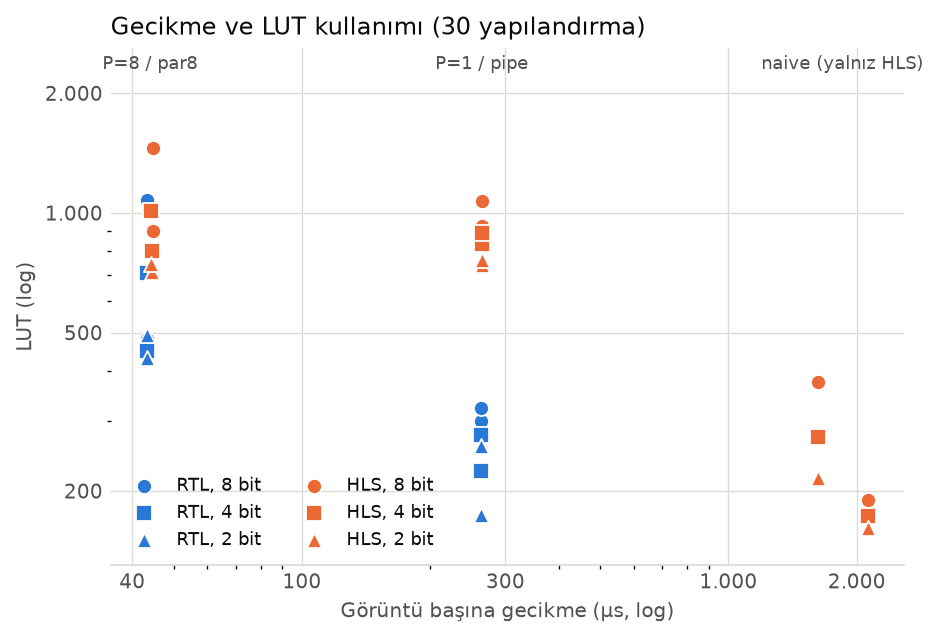 Gecikme ve LUT kullanımı (30 yapılandırma)
P=8 / par8
P=1 / pipe
naive (yalnız HLS)
2.000
1.000
500
200
LUT (log)
RTL, 8 bit
HLS, 8 bit
RTL, 4 bit
HLS, 4 bit
RTL, 2 bit
HLS, 2 bit
40
100
300
1.000
2.000
Görüntü başına gecikme (µs, log)